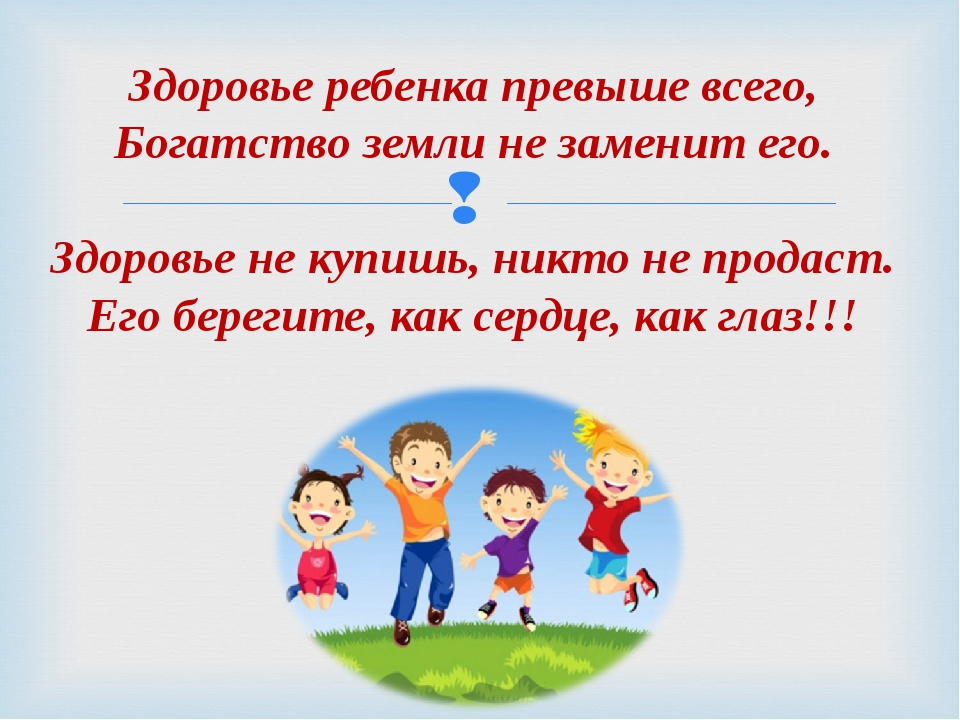 Здоровье ребенка превыше всего,
Богатство земли не заменит его.
Здоровье не купишь, никто не продаст.
Его берегите, как сердце, как глаз!!!